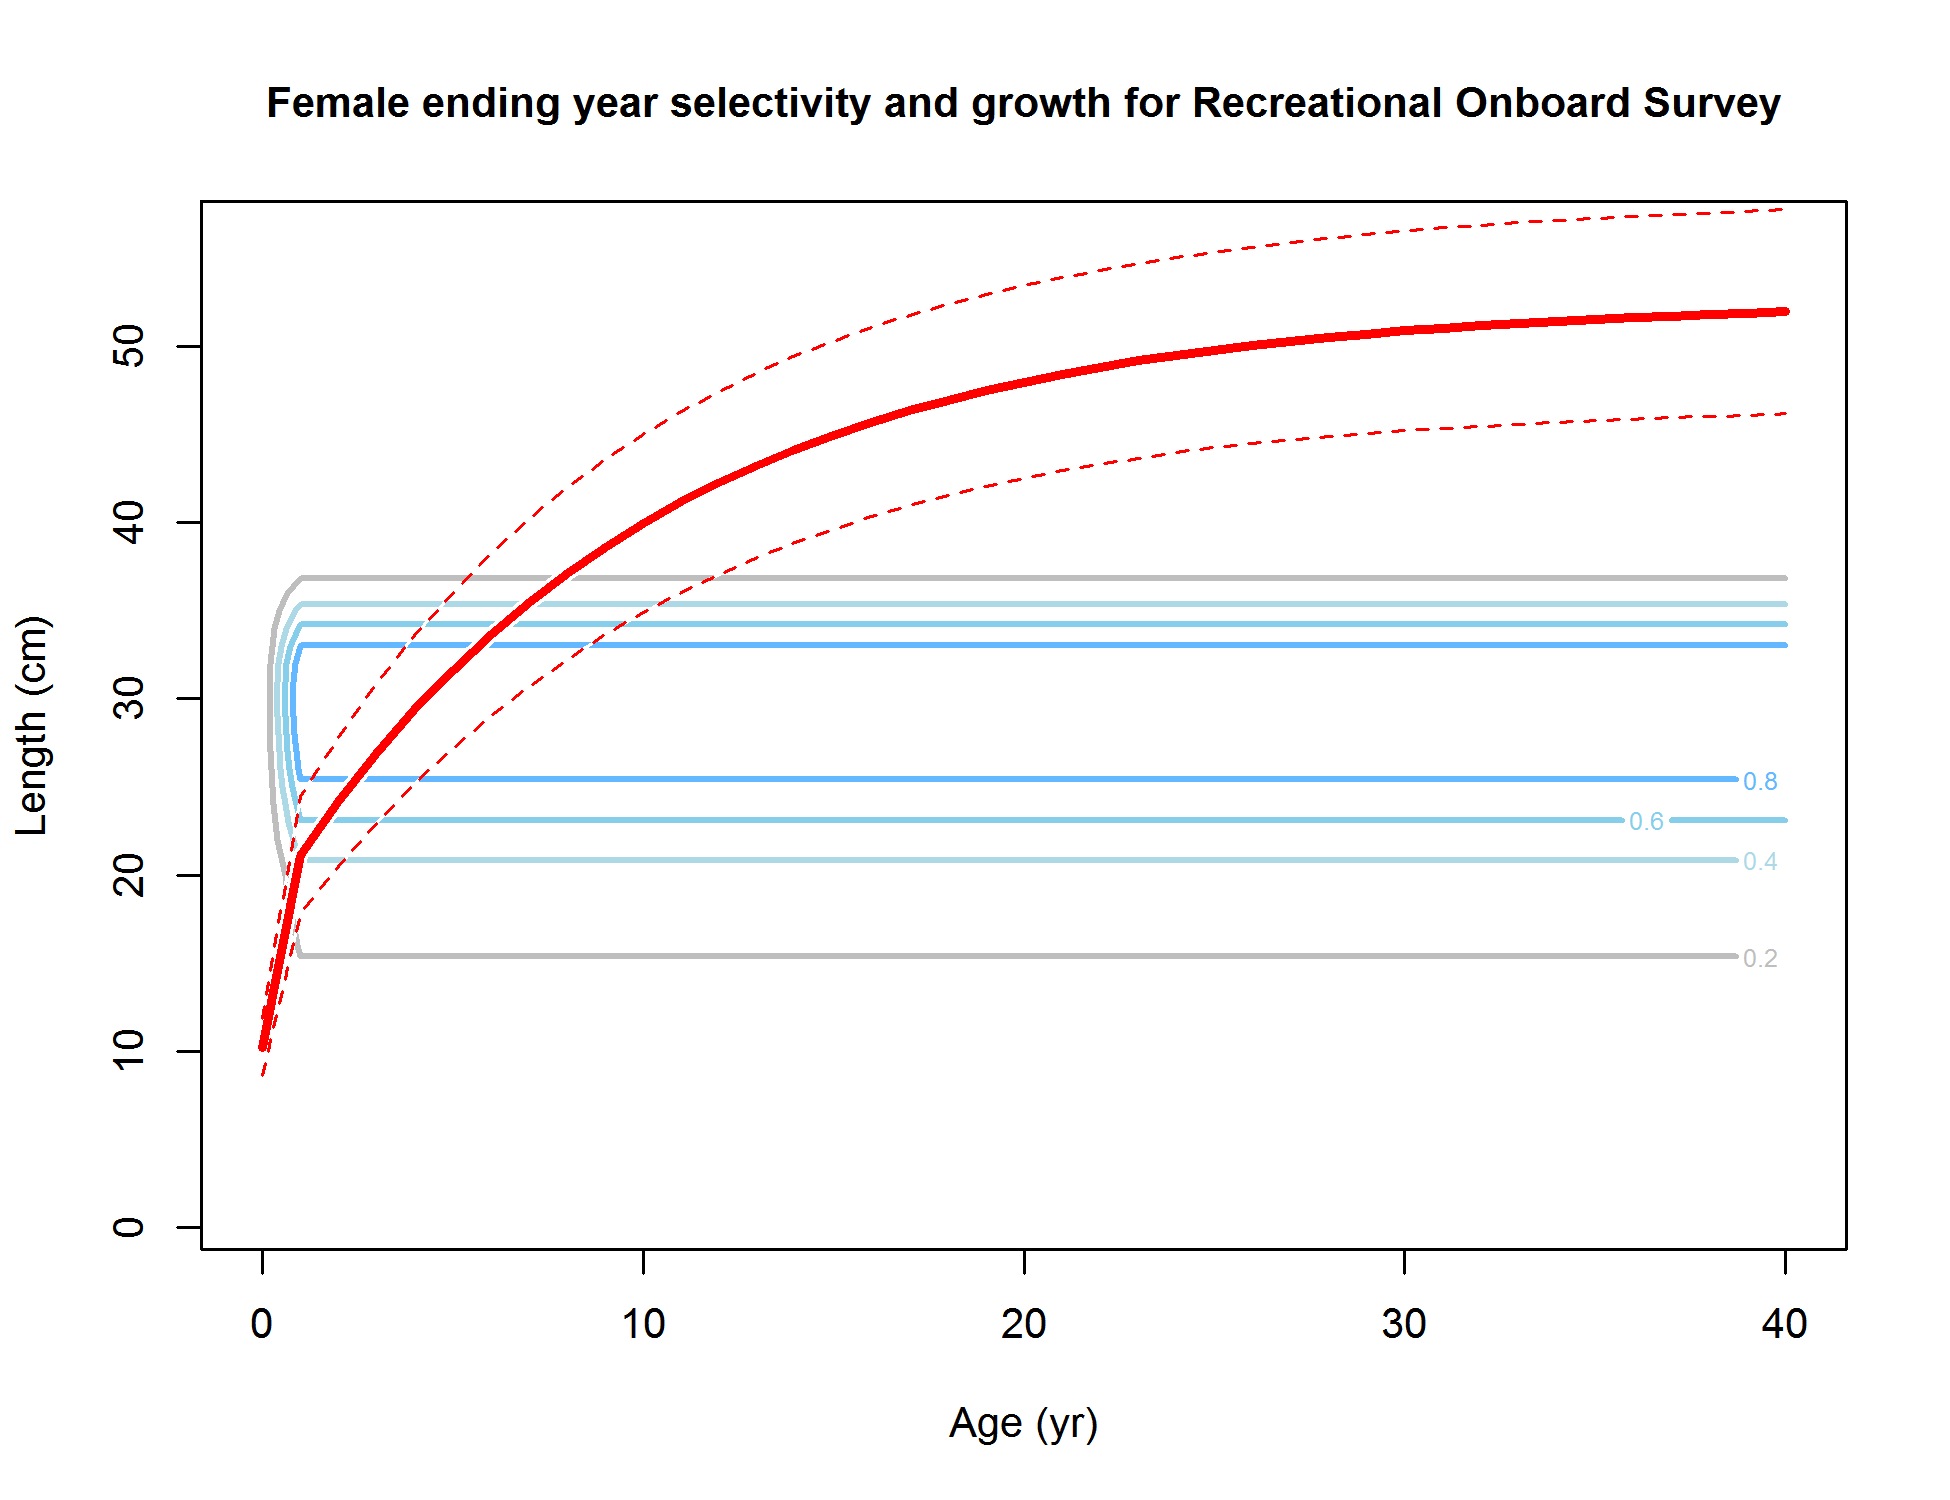 Female ending year selectivity and growth for Recreational Onboard Survey
Length (cm)
50
40
30
20
10
0
0.8
0.6
0.4
0.2
0 10 20 30 40
Age (yr)